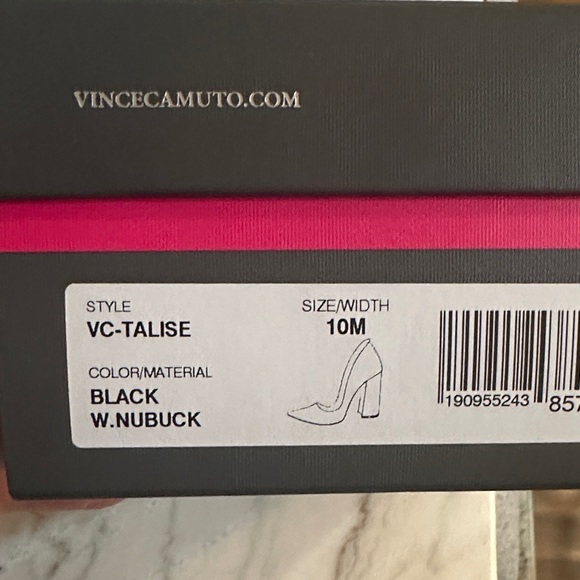 VINCECAMUTO.COM
STYLE
VC-TALISE
SIZE/WIDTH
10M
COLOR/MATERIAL
BLACK
W.NUBUCK
190955243 857